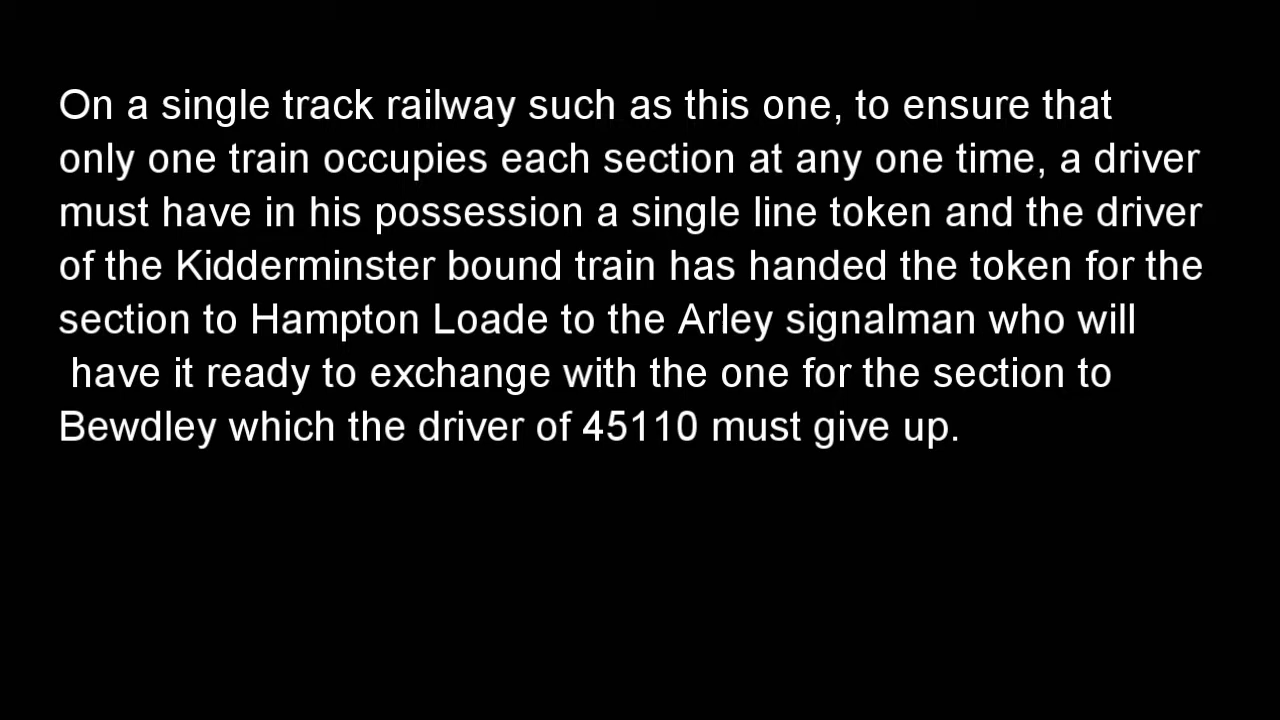 On a single track railway such as this one, to ensure that
only one train occupies each section at any one time, a driver
must have in his possession a single line token and the driver
of the Kidderminster bound train has handed the token for the
section to Hampton Loade to the Arley signalman who will
have it ready to exchange with the one for the section to
Bewdley which the driver of 45110 must give up.